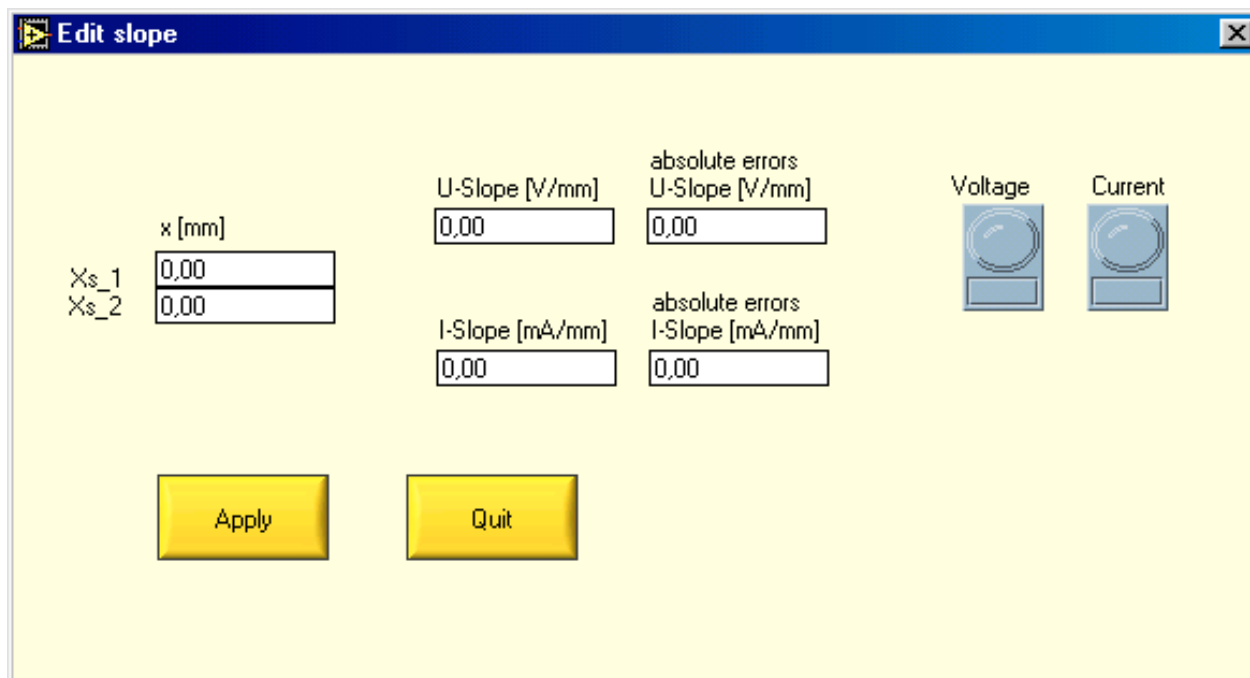 Edit slope
absolute errors
U-Slope [V/mm]
U-Slope [V/mm]
Voltage
Current
x [mm]
0,00
0,00
Xs_1
0,00
Xs_2
0,00
absolute errors
I-Slope [mA/mm]
I-Slope [mA/mm]
0,00
0,00
Apply
Quit